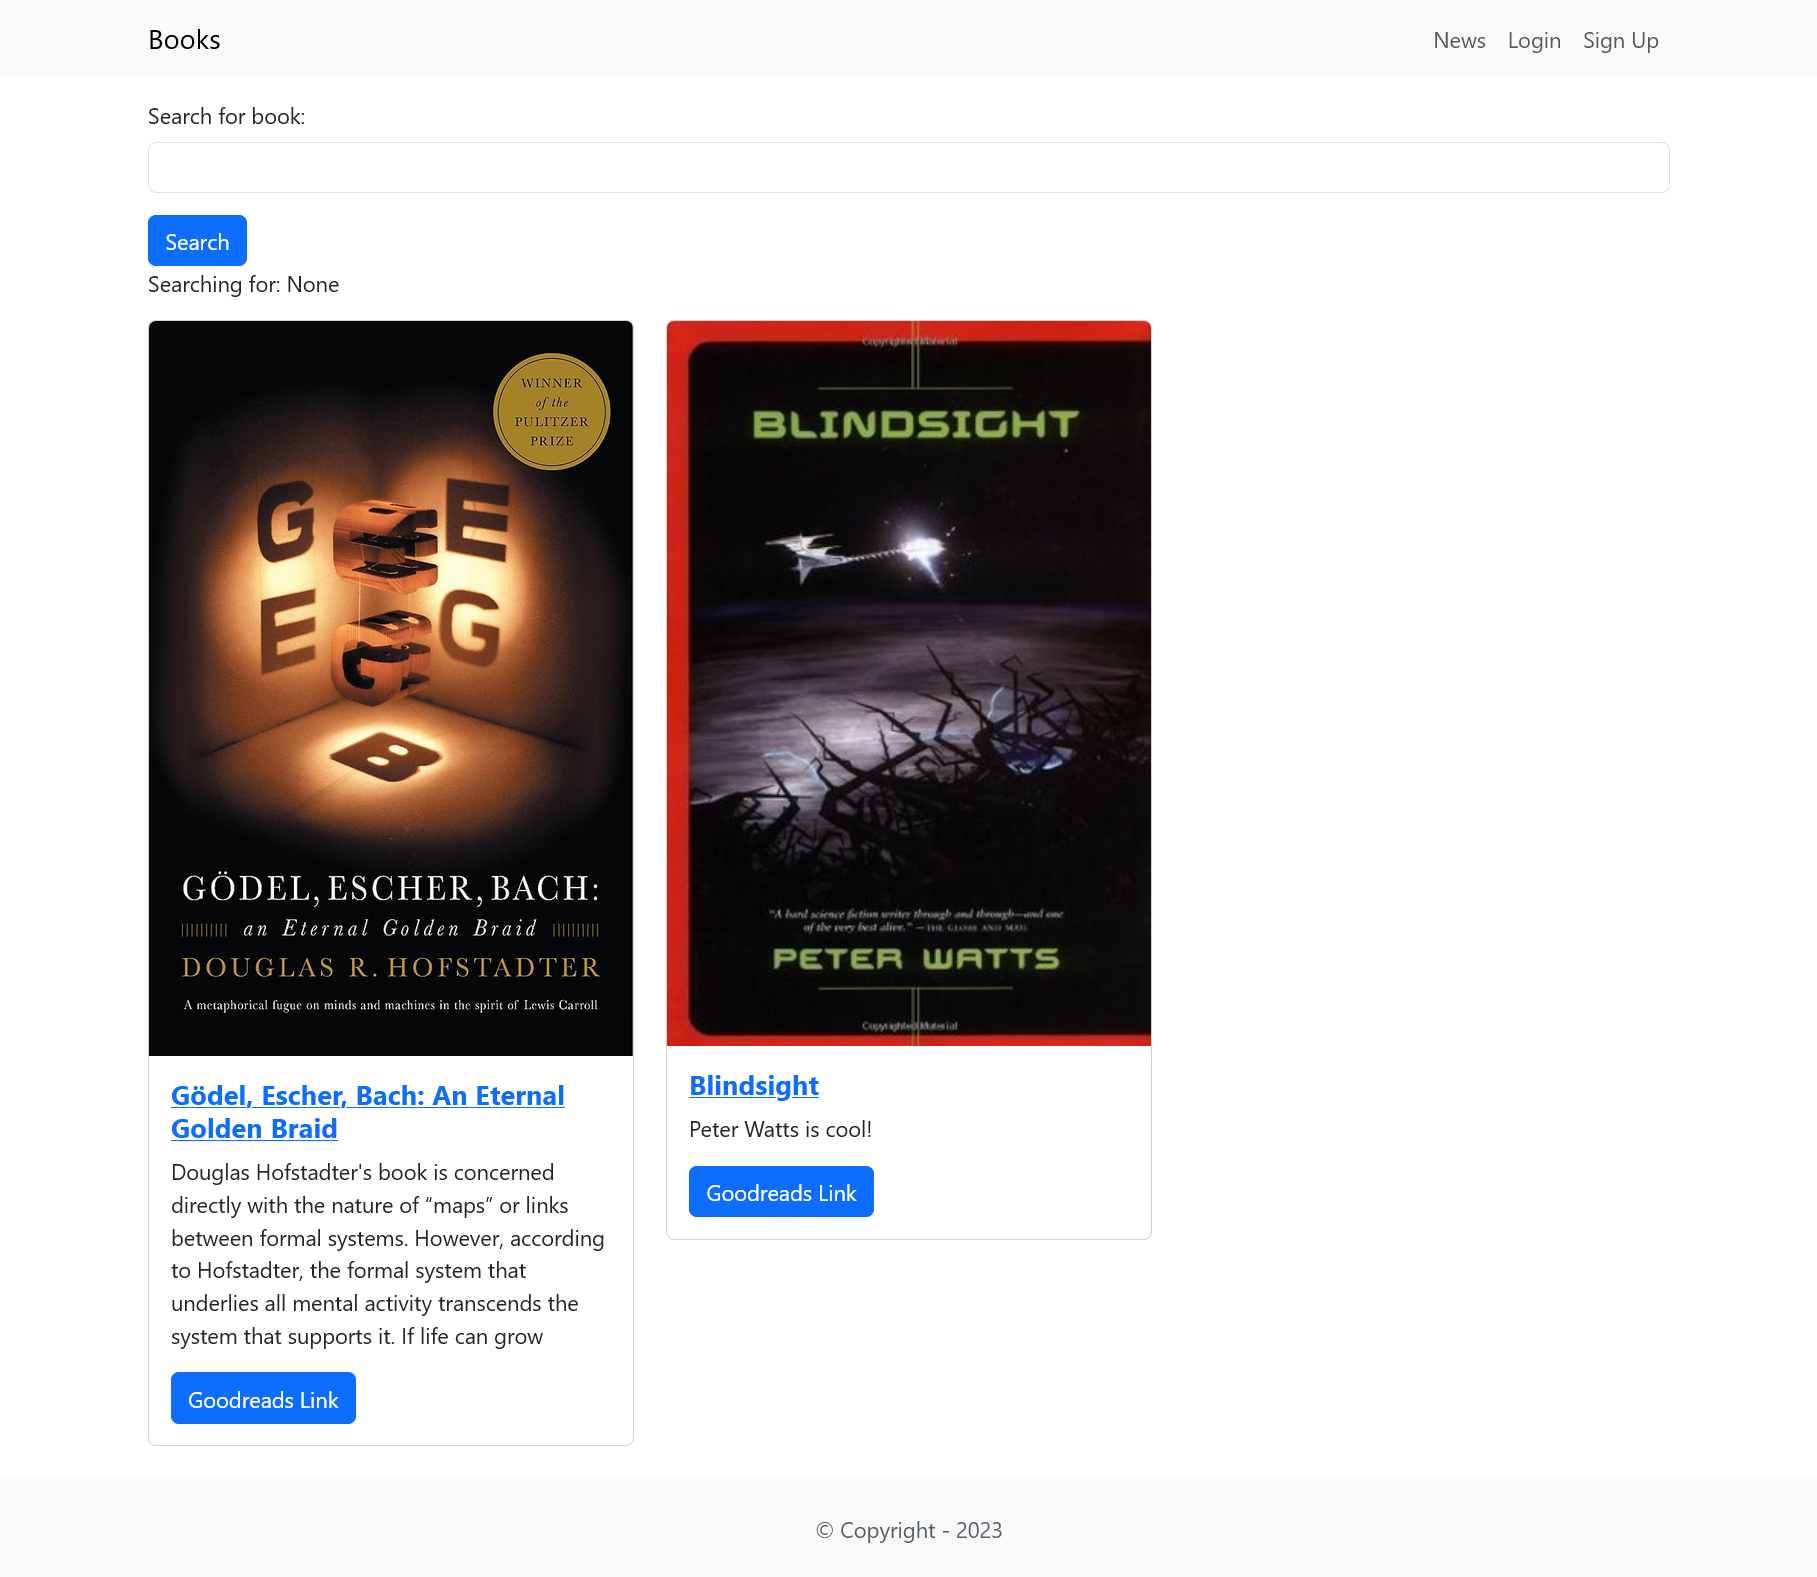 Books
News Login Sign Up
Search for book:
Search
Searching for: None
WINNER
of the
PULITZER
PRIZE
G E
E G
B
GÖDEL, ESCHER, BACH:
an Eternal Golden Braid
DOUGLAS R. HOFSTADTER
A metaphorical fugue on minds and machines in the spirit of Lewis Carroll
Gödel, Escher, Bach: An Eternal
Golden Braid
Douglas Hofstadter's book is concerned
directly with the nature of “maps” or links
between formal systems. However, according
to Hofstadter, the formal system that
underlies all mental activity transcends the
system that supports it. If life can grow
Goodreads Link
Copyrighted Material
BLINDSIGHT
"A hard science fiction writer through and through—and one
of the very best alive." —THE GLOBE AND MAIL
PETER WATTS
Copyrighted Material
Blindsight
Peter Watts is cool!
Goodreads Link
© Copyright - 2023